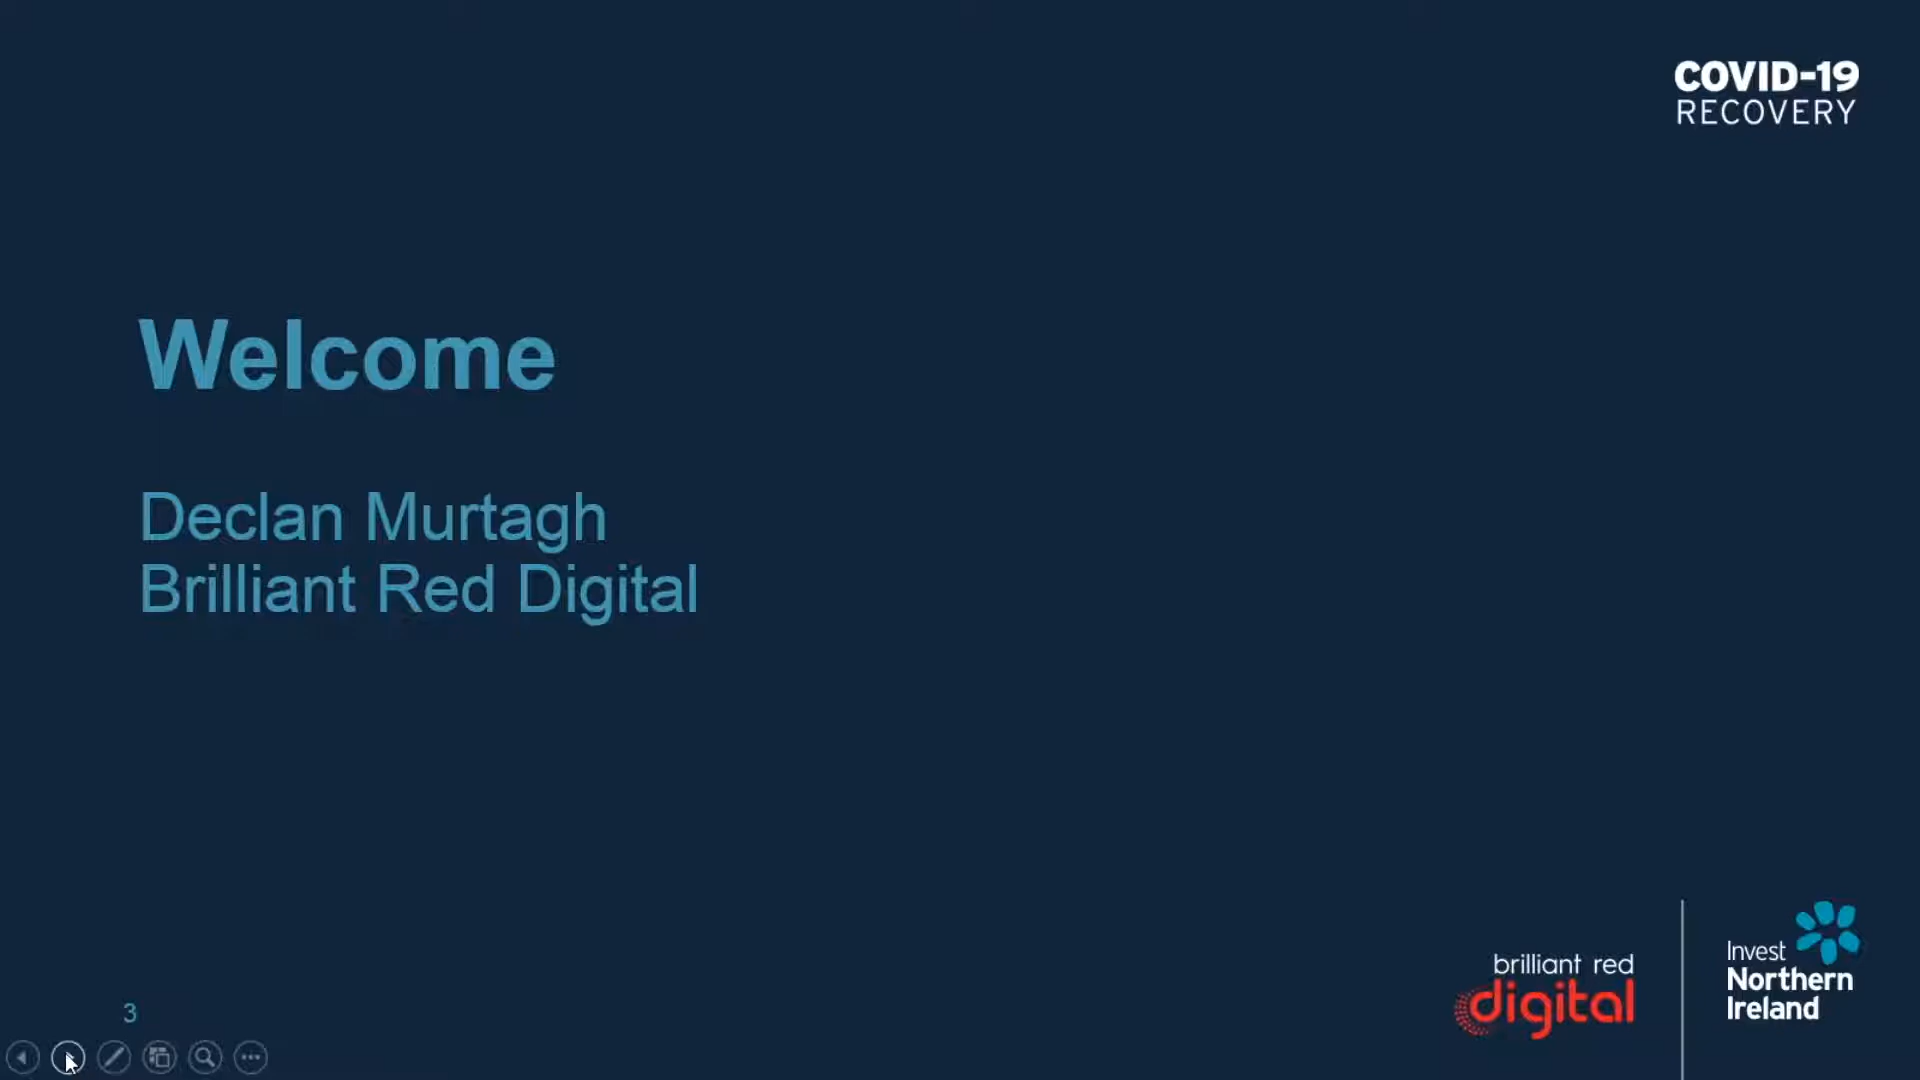 COVID-19
RECOVERY
Welcome
Declan Murtagh
Brilliant Red Digital
brilliant red
digital
Invest
Northern
Ireland
3